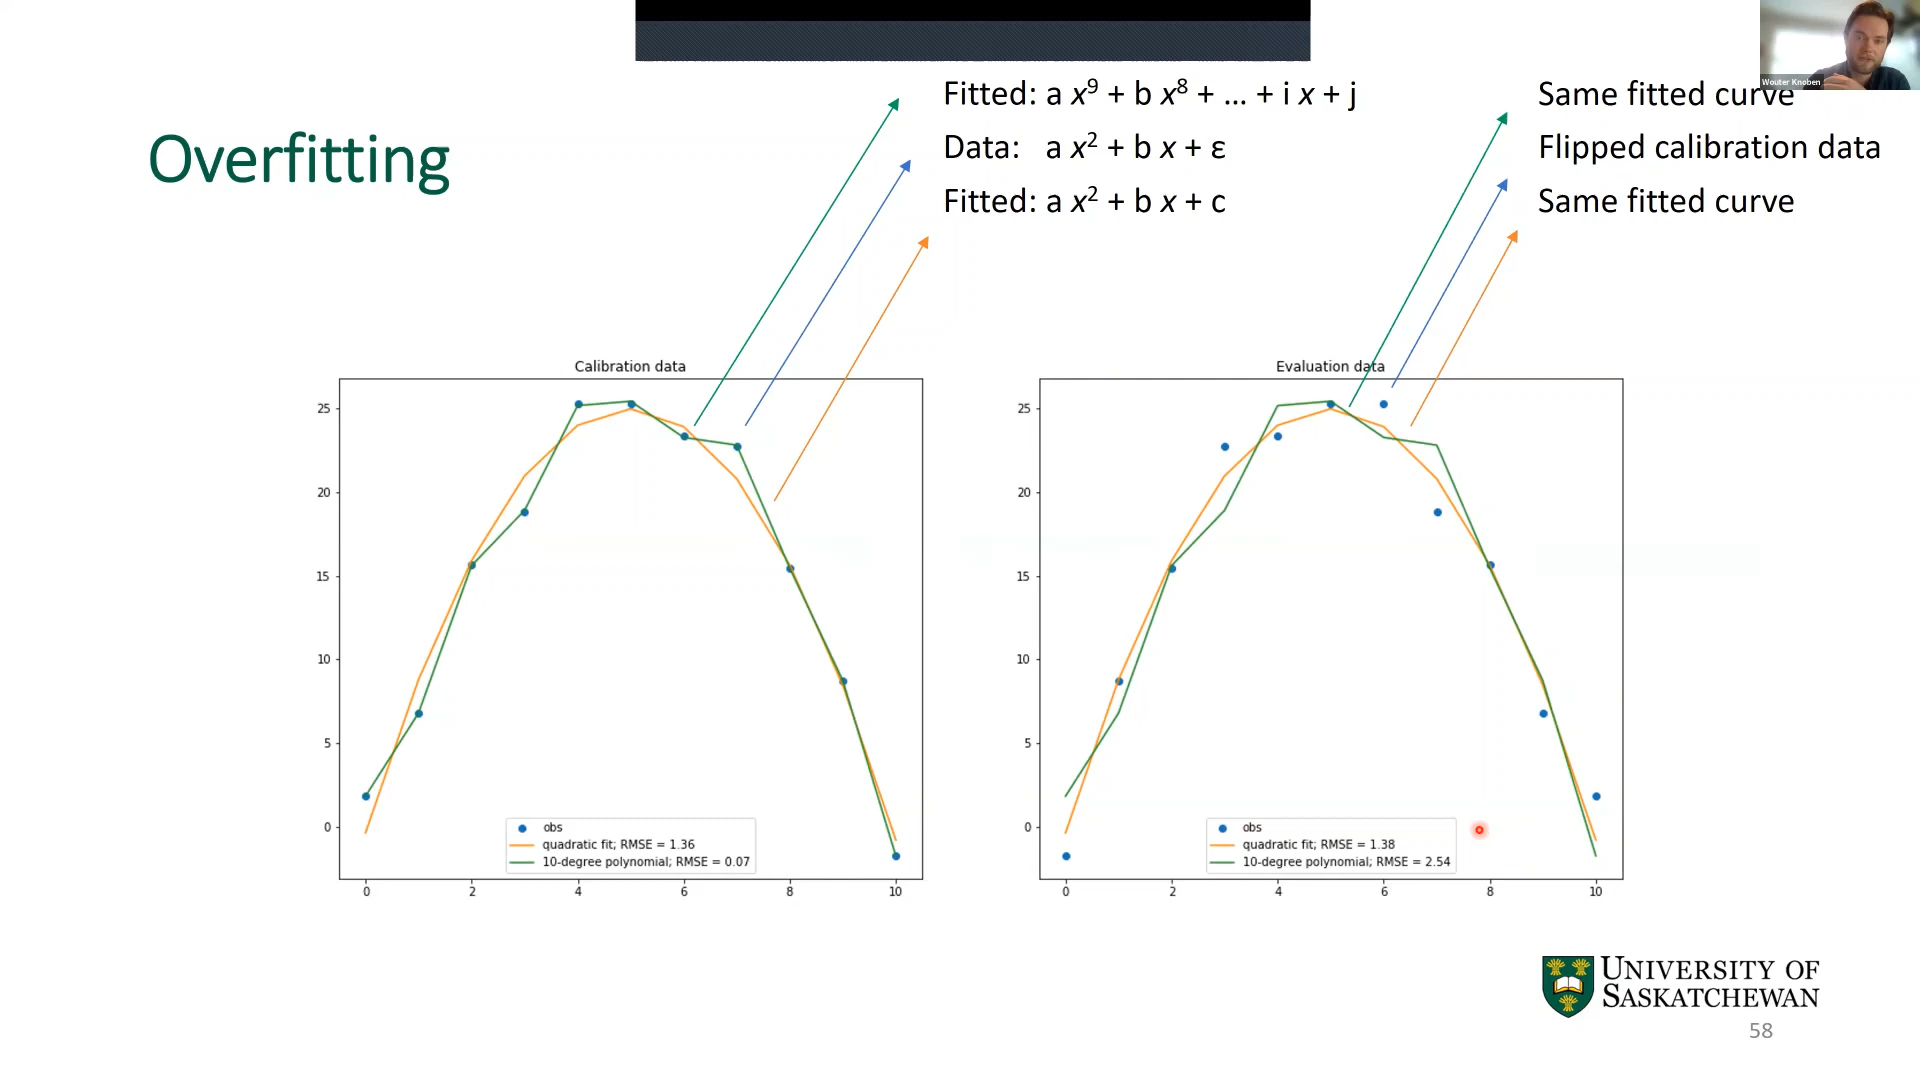 Wouter Knoben
Fitted: a x⁹ + b x⁸ + ... + i x + j
Data: a x² + b x + ε
Fitted: a x² + b x + c
Same fitted curve
Flipped calibration data
Same fitted curve
Overfitting
Calibration data
25
20
15
10
5
0
obs
quadratic fit; RMSE = 1.36
10-degree polynomial; RMSE = 0.07
0 2 4 6 8 10
Evaluation data
25
20
15
10
5
0
obs
quadratic fit; RMSE = 1.38
10-degree polynomial; RMSE = 2.54
0 2 4 6 8 10
UNIVERSITY OF
SASKATCHEWAN
58